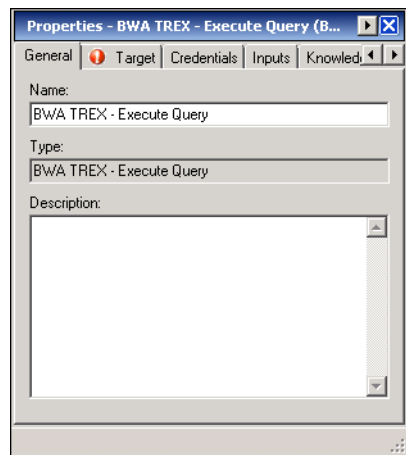 Properties - BWA TREX - Execute Query (B...
General Target Credentials Inputs Knowled
Name:
BWA TREX - Execute Query
Type:
BWA TREX - Execute Query
Description: